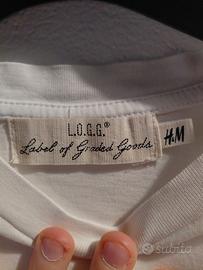 L.O.G.G.®
Label of Graded Goods
H&M
subito